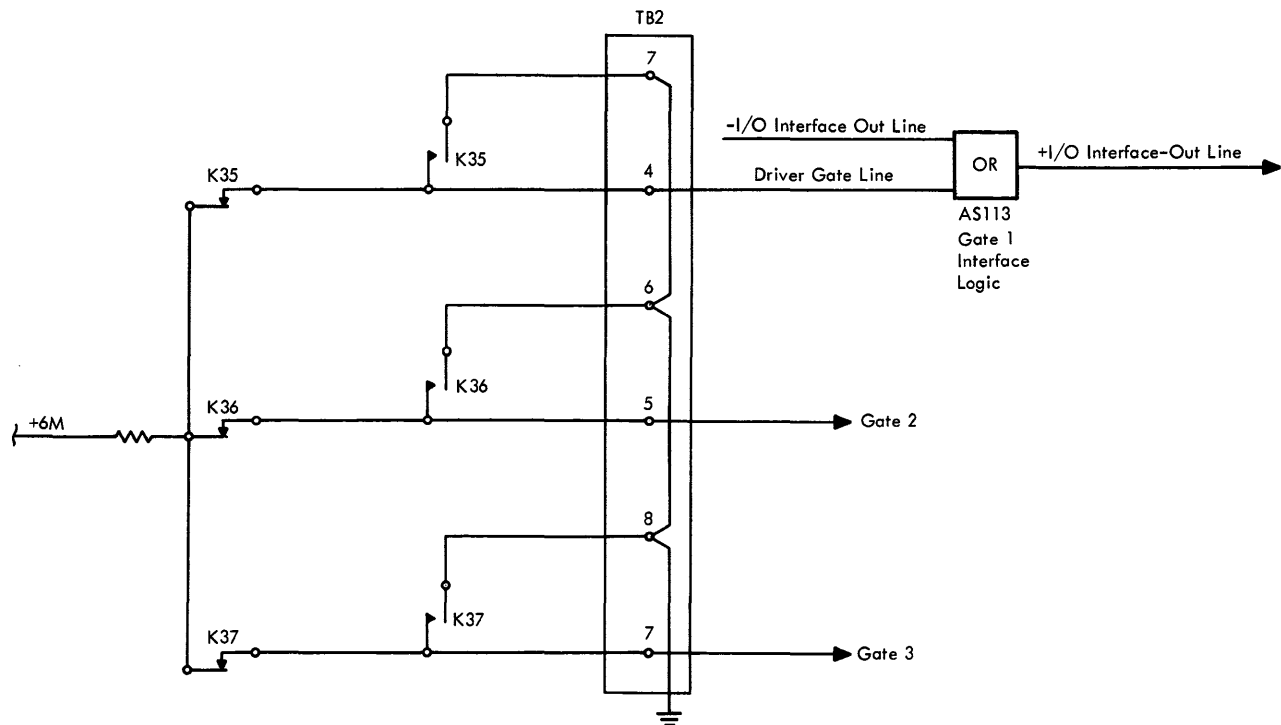 TB2
7
-I/O Interface Out Line
OR
+I/O Interface-Out Line
K35
K35
4
Driver Gate Line
AS113
Gate 1
Interface
Logic
6
K36
K36
5
Gate 2
+6M
8
K37
K37
7
Gate 3